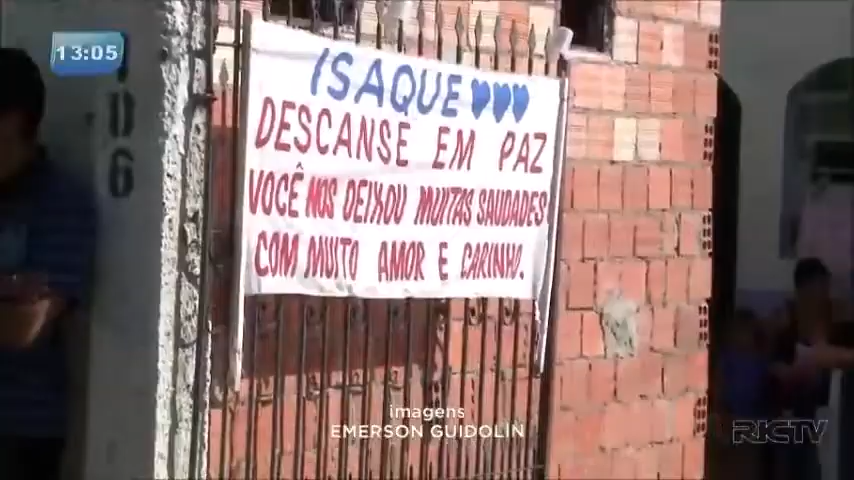 13:05
106
ISAQUE
DESCANSE EM PAZ
VOCÊ NOS DEIXOU MUITAS SAUDADES
COM MUITO AMOR E CARINHO.
imagens
EMERSON GUIDOLIN
RICTV